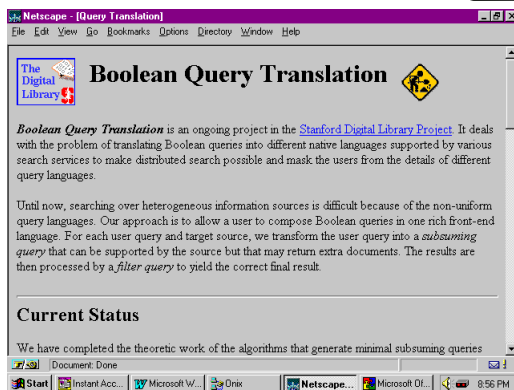 Netscape - [Query Translation]
File Edit View Go Bookmarks Options Directory Window Help
The
Digital
Library
Boolean Query Translation
Boolean Query Translation is an ongoing project in the Stanford Digital Library Project. It deals
with the problem of translating Boolean queries into different native languages supported by various
search services to make distributed search possible and mask the users from the details of different
query languages.
Until now, searching over heterogeneous information sources is difficult because of the non-uniform
query languages. Our approach is to allow a user to compose Boolean queries in one rich front-end
language. For each user query and target source, we transform the user query into a subsuming
query that can be supported by the source but that may return extra documents. The results are
then processed by a filter query to yield the correct final result.
Current Status
We have completed the theoretic work of the algorithms that generate minimal subsuming queries
Document: Done
Start Instant Acc... Microsoft W... Onix Netscape... Microsoft Of... 8:56 PM